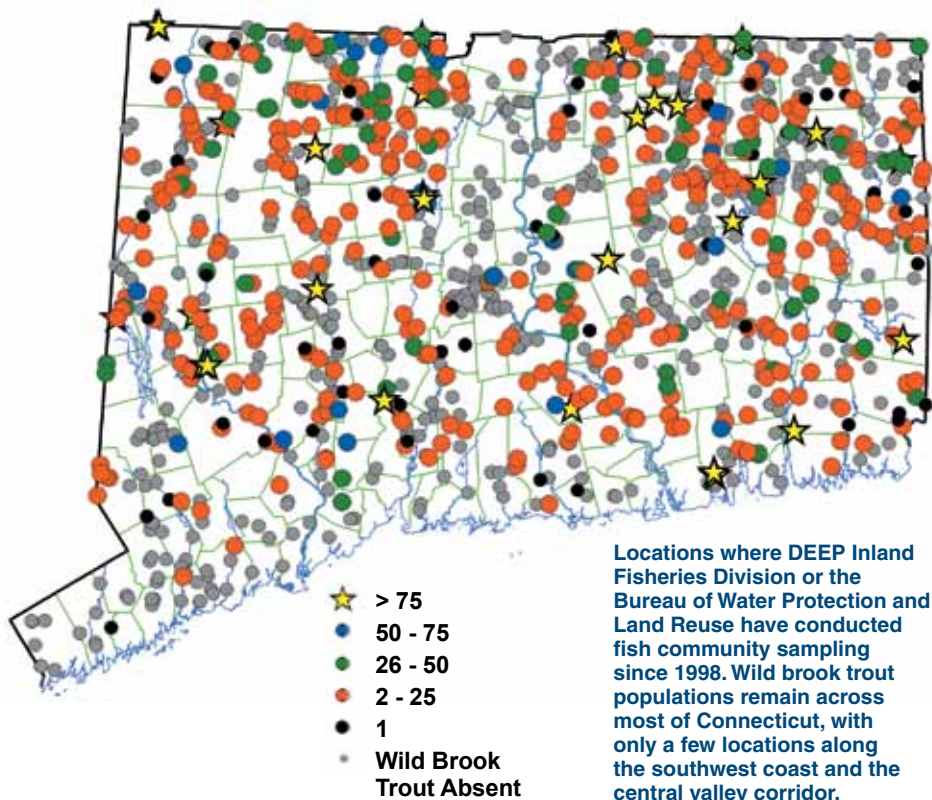 > 75
50 - 75
26 - 50
2 - 25
1
Wild Brook
Trout Absent
Locations where DEEP Inland
Fisheries Division or the
Bureau of Water Protection and
Land Reuse have conducted
fish community sampling
since 1998. Wild brook trout
populations remain across
most of Connecticut, with
only a few locations along
the southwest coast and the
central valley corridor.